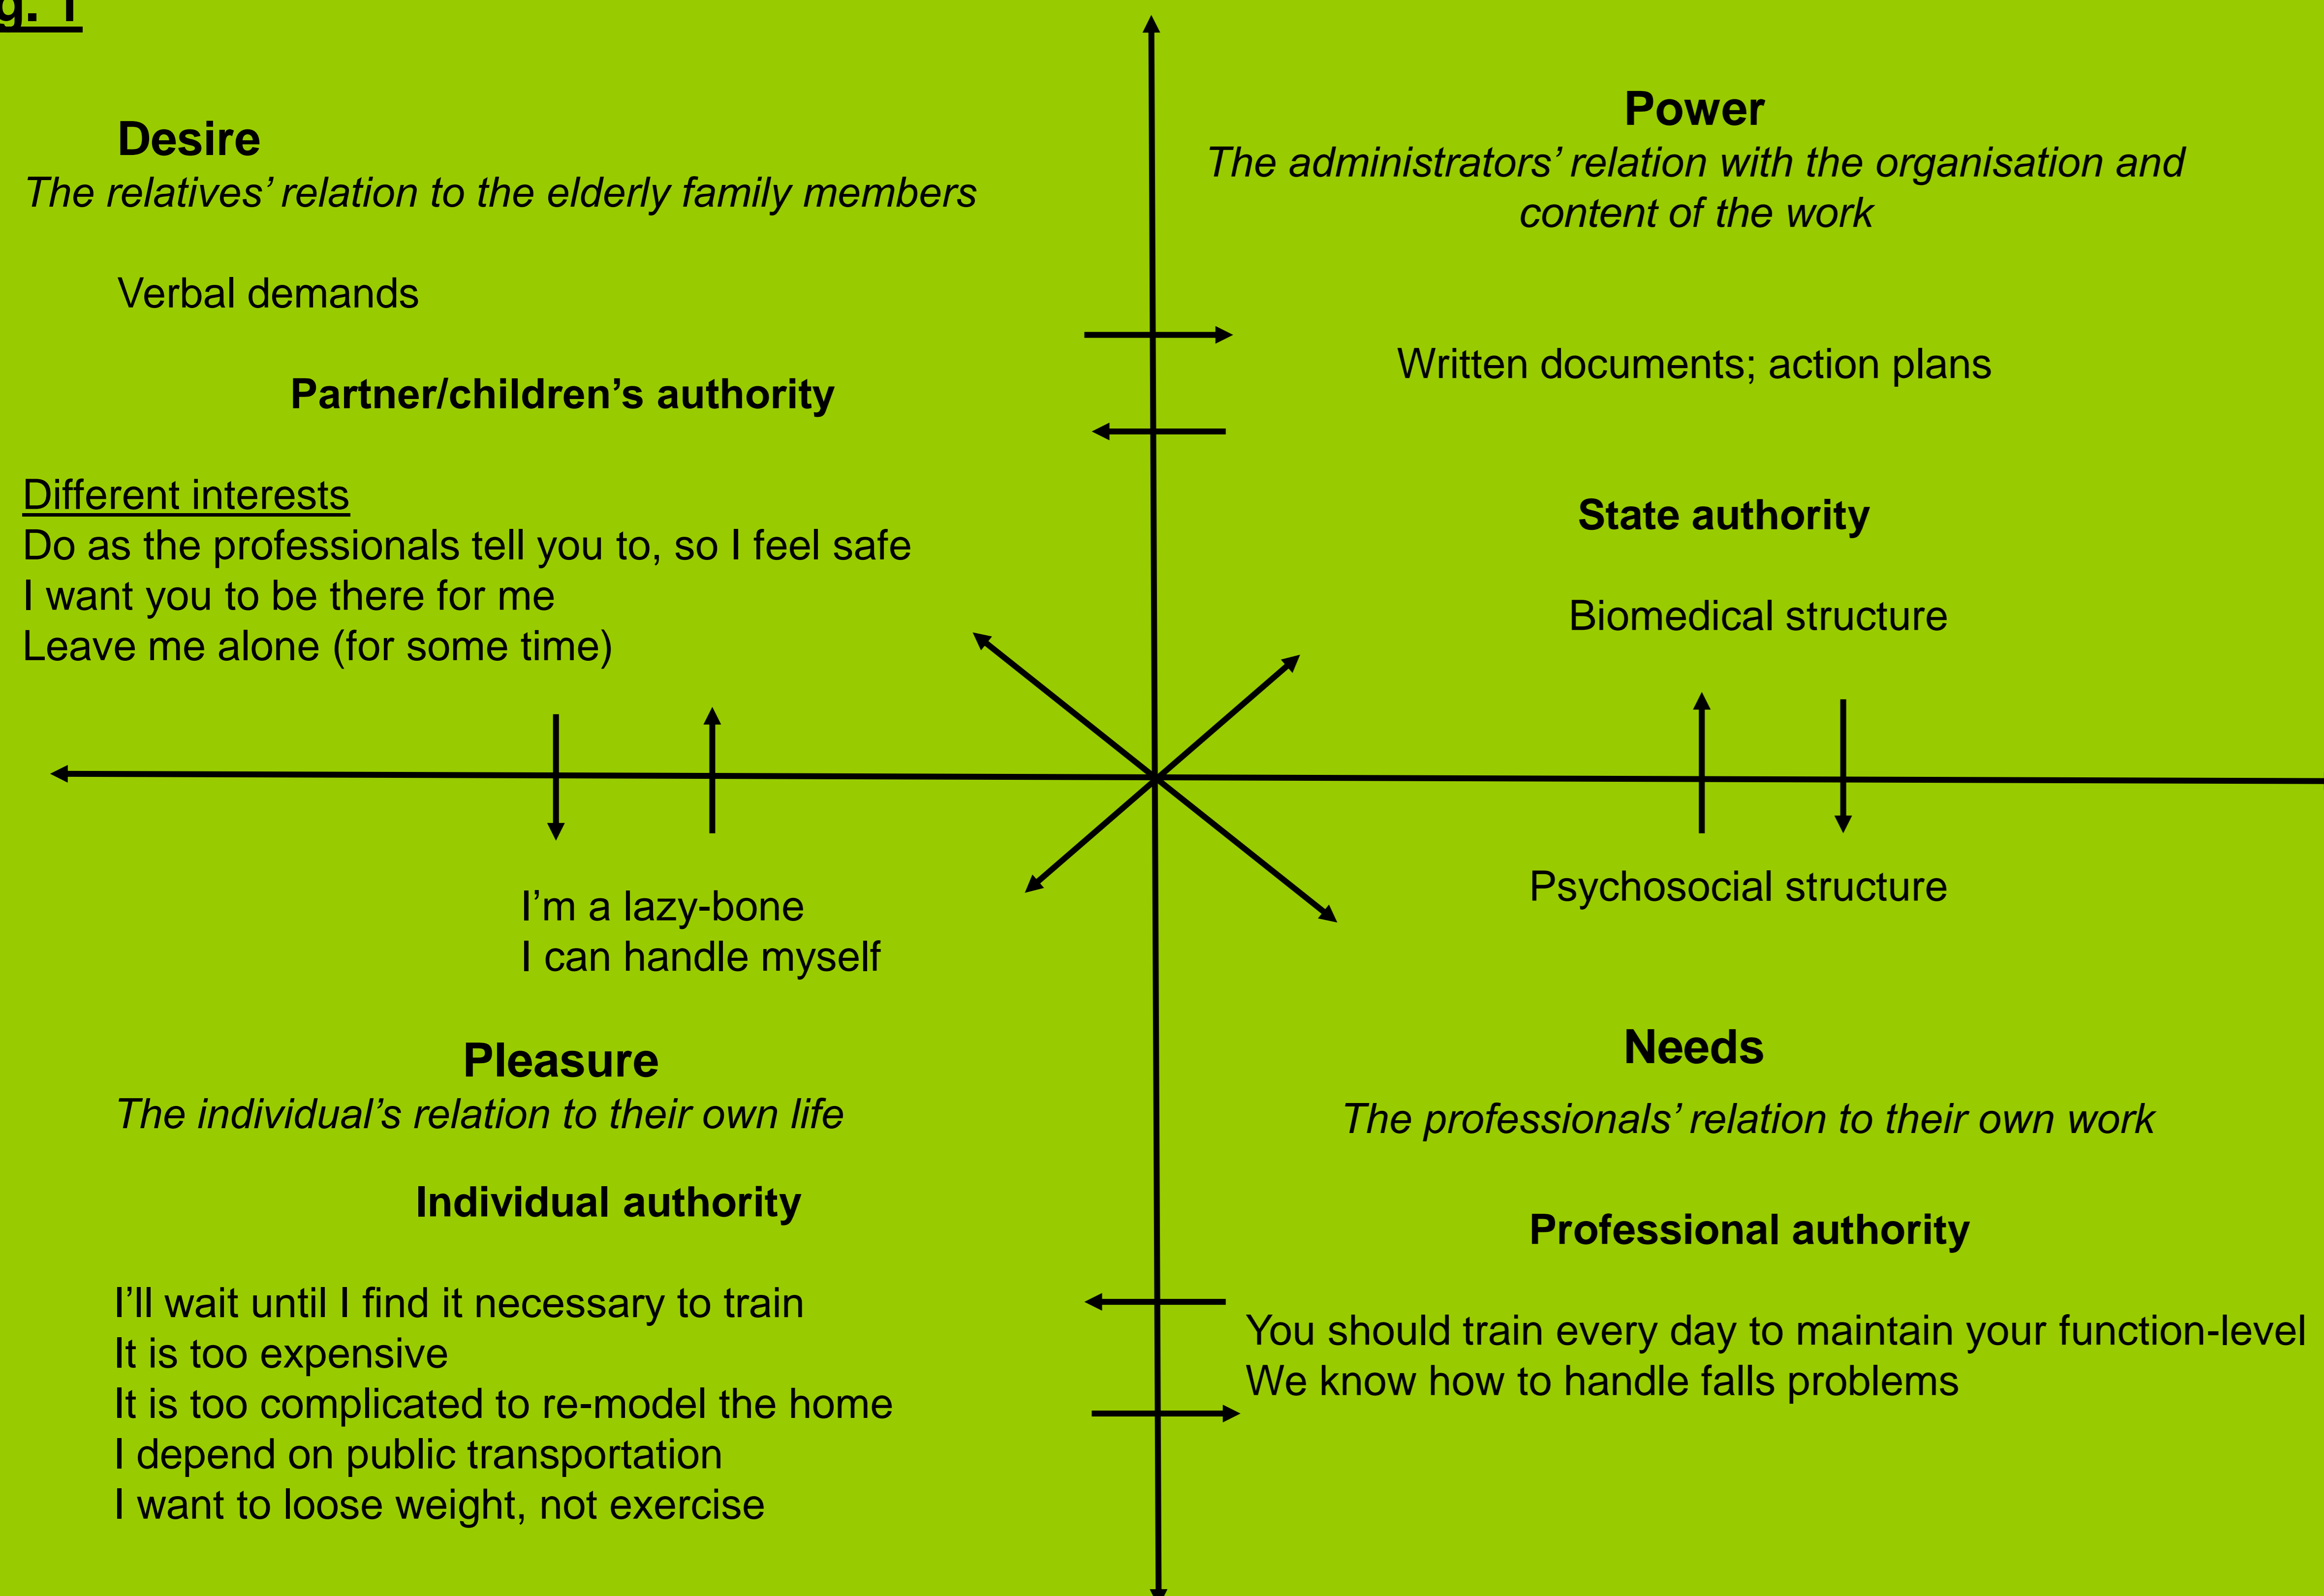 g. 1
Desire
The relatives’ relation to the elderly family members
Verbal demands
Partner/children’s authority
Different interests
Do as the professionals tell you to, so I feel safe
I want you to be there for me
Leave me alone (for some time)
Power
The administrators’ relation with the organisation and
content of the work
Written documents; action plans
State authority
Biomedical structure
I’m a lazy-bone
I can handle myself
Pleasure
The individual’s relation to their own life
Individual authority
I’ll wait until I find it necessary to train
It is too expensive
It is too complicated to re-model the home
I depend on public transportation
I want to loose weight, not exercise
Psychosocial structure
Needs
The professionals’ relation to their own work
Professional authority
You should train every day to maintain your function-level
We know how to handle falls problems